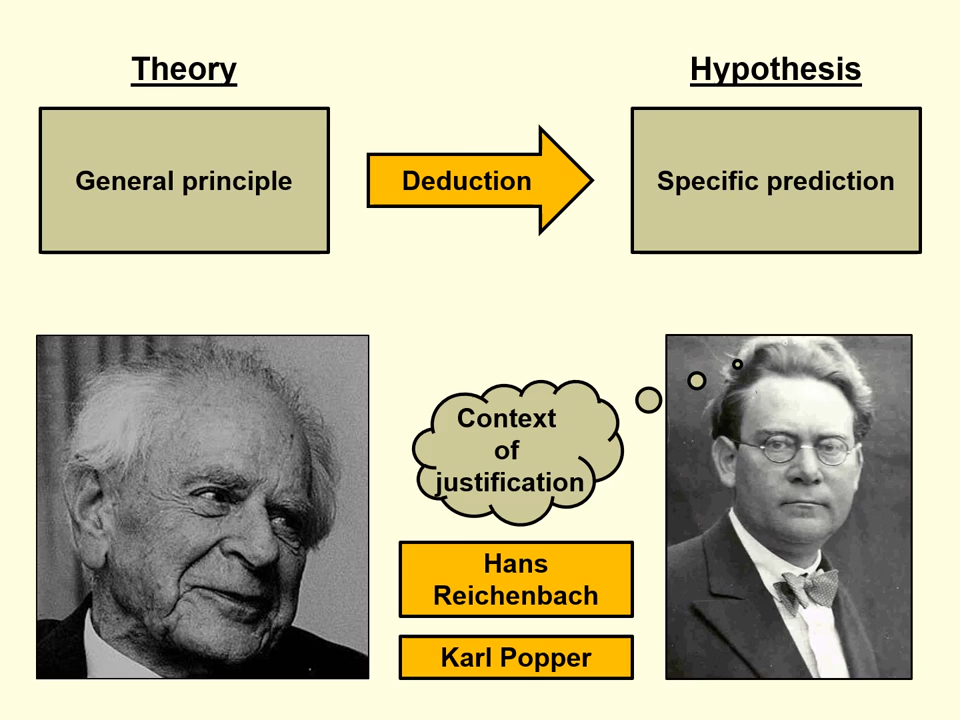 Theory
Hypothesis
General principle
Deduction
Specific prediction
Context
of
justification
Hans
Reichenbach
Karl Popper